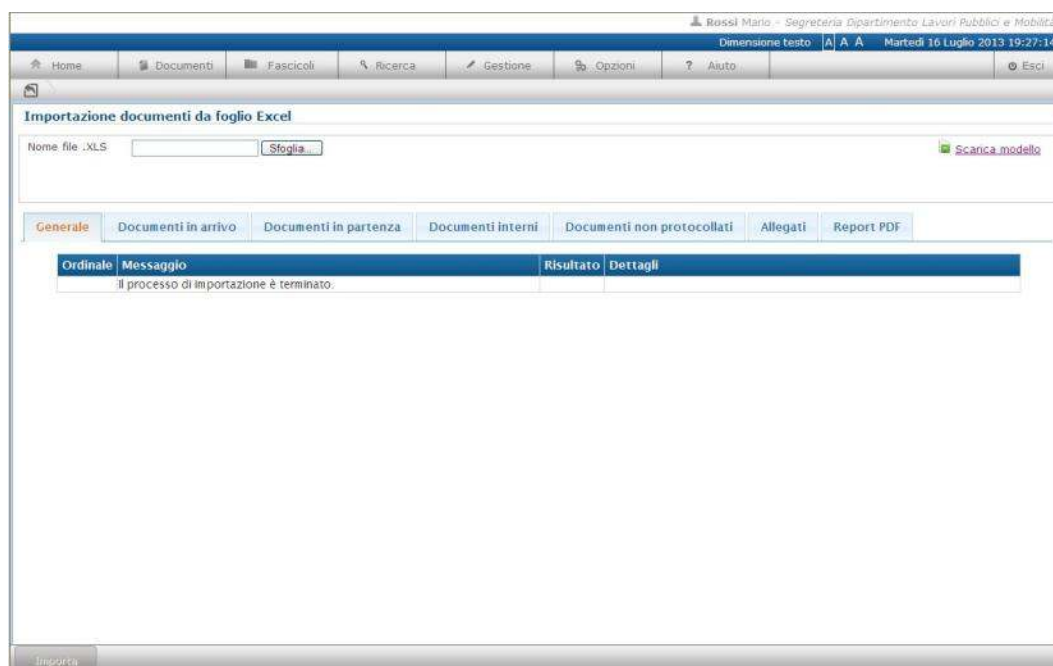 Rossi Mario - Segreteria Dipartimento Lavori Pubblici e Mobilità
Dimensione testo A A A Martedì 16 Luglio 2013 19:27:14
Home Documenti Fascicoli Ricerca Gestione Opzioni ? Aiuto Esci
Importazione documenti da foglio Excel
Nome file .XLS Sfoglia... Scarica modello
Generale Documenti in arrivo Documenti in partenza Documenti interni Documenti non protocollati Allegati Report PDF
Ordinale Messaggio Risultato Dettagli
Il processo di importazione è terminato
Importa